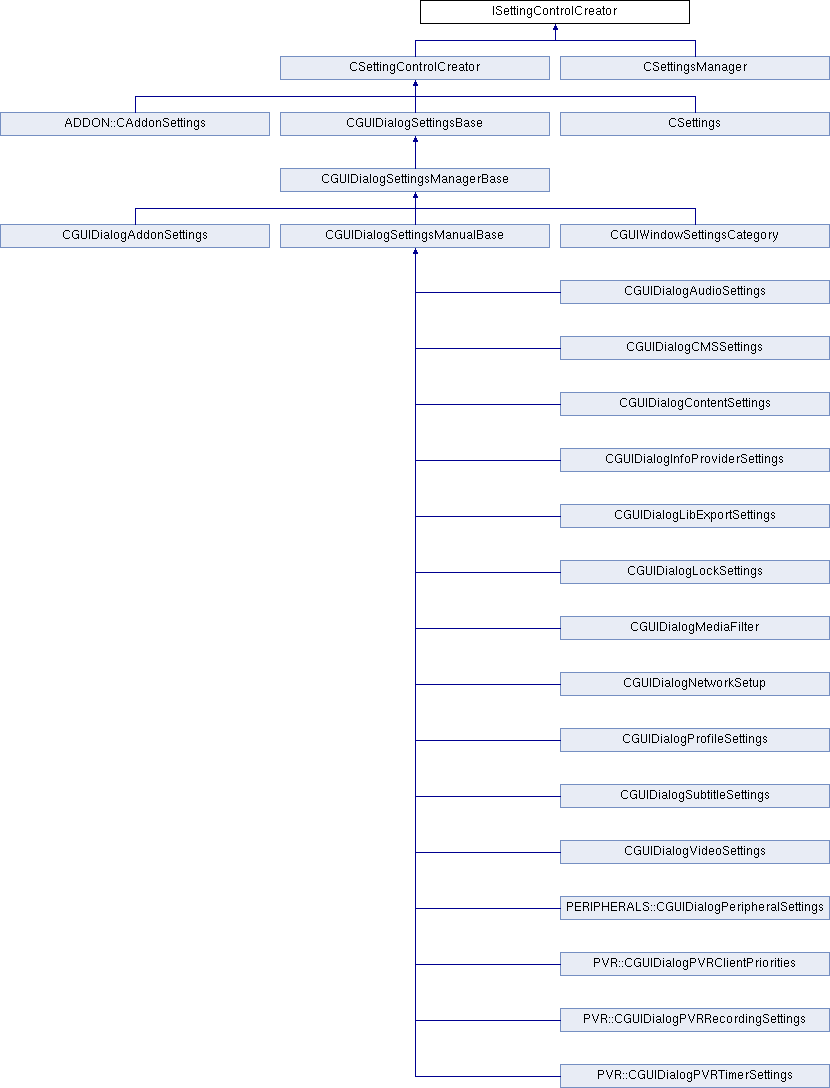 ISettingControlCreator
CSettingControlCreator
CSettingsManager
ADDON::CAddonSettings
CGUIDialogSettingsBase
CSettings
CGUIDialogSettingsManagerBase
CGUIDialogAddonSettings
CGUIDialogSettingsManualBase
CGUIWindowSettingsCategory
CGUIDialogAudioSettings
CGUIDialogCMSSettings
CGUIDialogContentSettings
CGUIDialogInfoProviderSettings
CGUIDialogLibExportSettings
CGUIDialogLockSettings
CGUIDialogMediaFilter
CGUIDialogNetworkSetup
CGUIDialogProfileSettings
CGUIDialogSubtitleSettings
CGUIDialogVideoSettings
PERIPHERALS::CGUIDialogPeripheralSettings
PVR::CGUIDialogPVRClientPriorities
PVR::CGUIDialogPVRRecordingSettings
PVR::CGUIDialogPVRTimerSettings